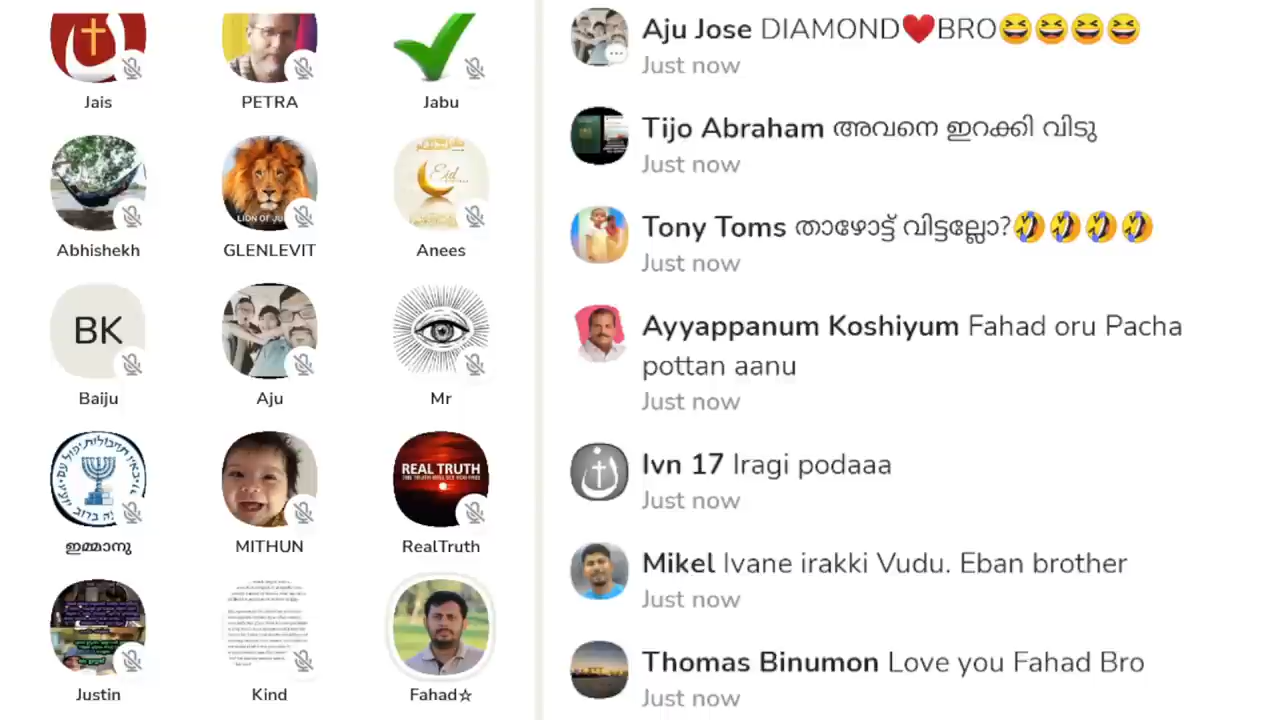 Jais
PETRA
Jabu
Abhishekh
LION OF
GLENLEVIT
Eid
Anees
BK
Baiju
Aju
Mr
ഇമ്മാനു
MITHUN
REAL TRUTH
RealTruth
Justin
Kind
Fahad☆
Aju Jose DIAMOND❤️BRO😆😆😆😆
Just now
Tijo Abraham അവനെ ഇറക്കി വിടു
Just now
Tony Toms താഴോട്ട് വിട്ടല്ലോ?🤣🤣🤣🤣
Just now
Ayyappanum Koshiyum Fahad oru Pacha
pottan aanu
Just now
Ivn 17 Iragi podaaa
Just now
Mikel Ivane irakki Vudu. Eban brother
Just now
Thomas Binumon Love you Fahad Bro
Just now